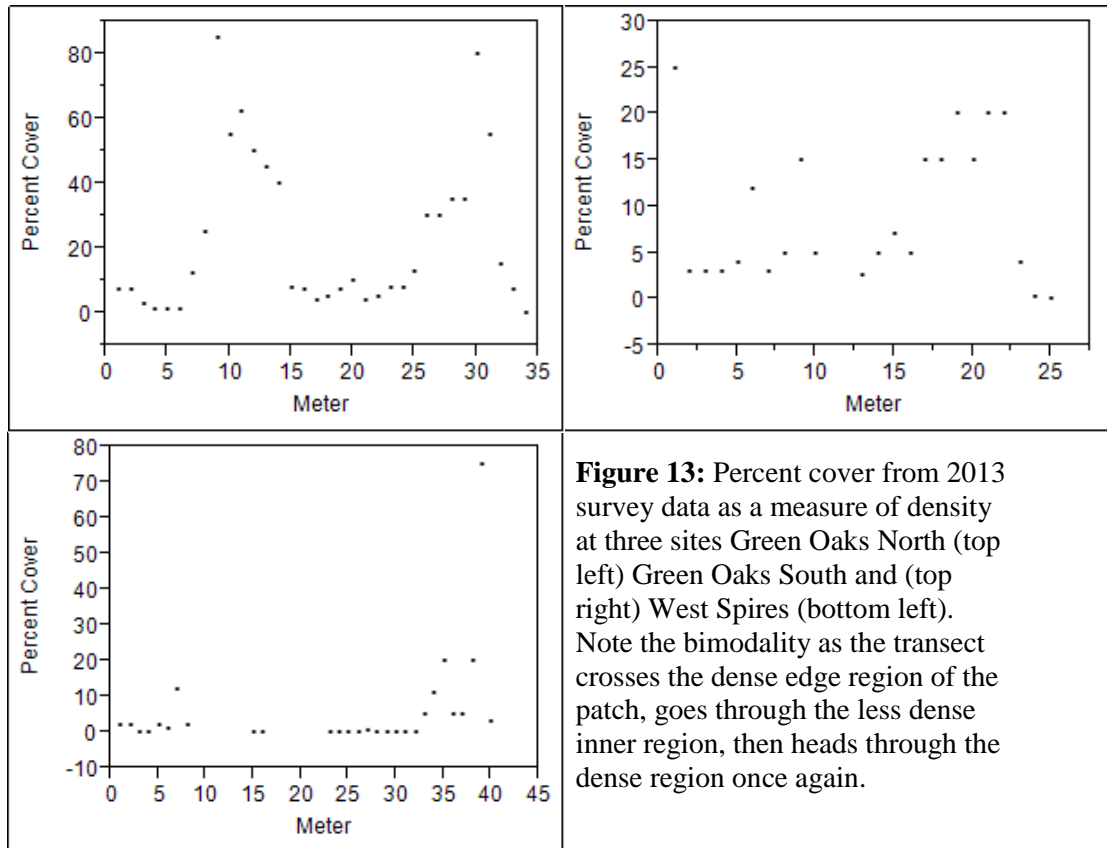 Percent Cover
80
60
40
20
0
0 5 10 15 20 25 30 35
Meter
Percent Cover
30
25
20
15
10
5
0
-5
0 5 10 15 20 25
Meter
Percent Cover
80
70
60
50
40
30
20
10
0
-10
0 5 10 15 20 25 30 35 40 45
Meter
Figure 13: Percent cover from 2013
survey data as a measure of density
at three sites Green Oaks North (top
left) Green Oaks South and (top
right) West Spires (bottom left).
Note the bimodality as the transect
crosses the dense edge region of the
patch, goes through the less dense
inner region, then heads through the
dense region once again.